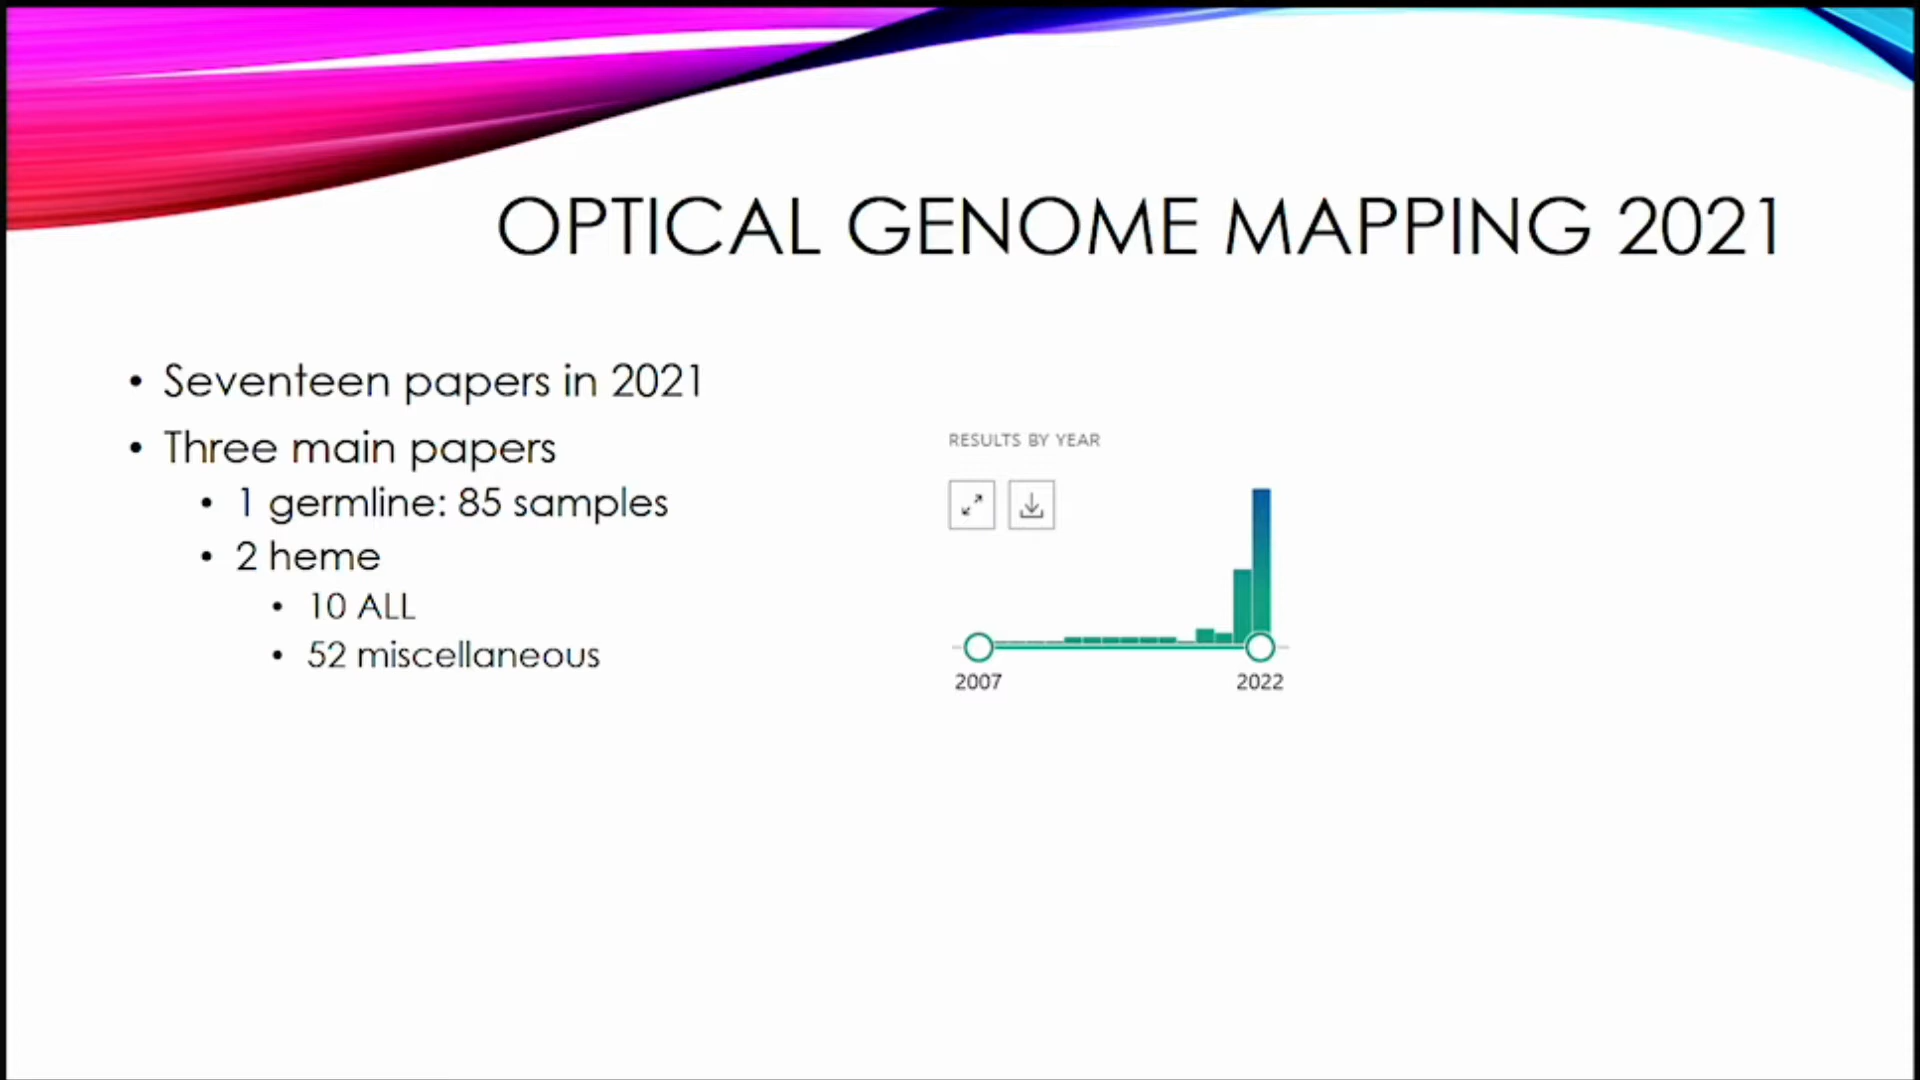 OPTICAL GENOME MAPPING 2021
• Seventeen papers in 2021
• Three main papers
• 1 germline: 85 samples
• 2 heme
• 10 ALL
• 52 miscellaneous
RESULTS BY YEAR
2007 2022